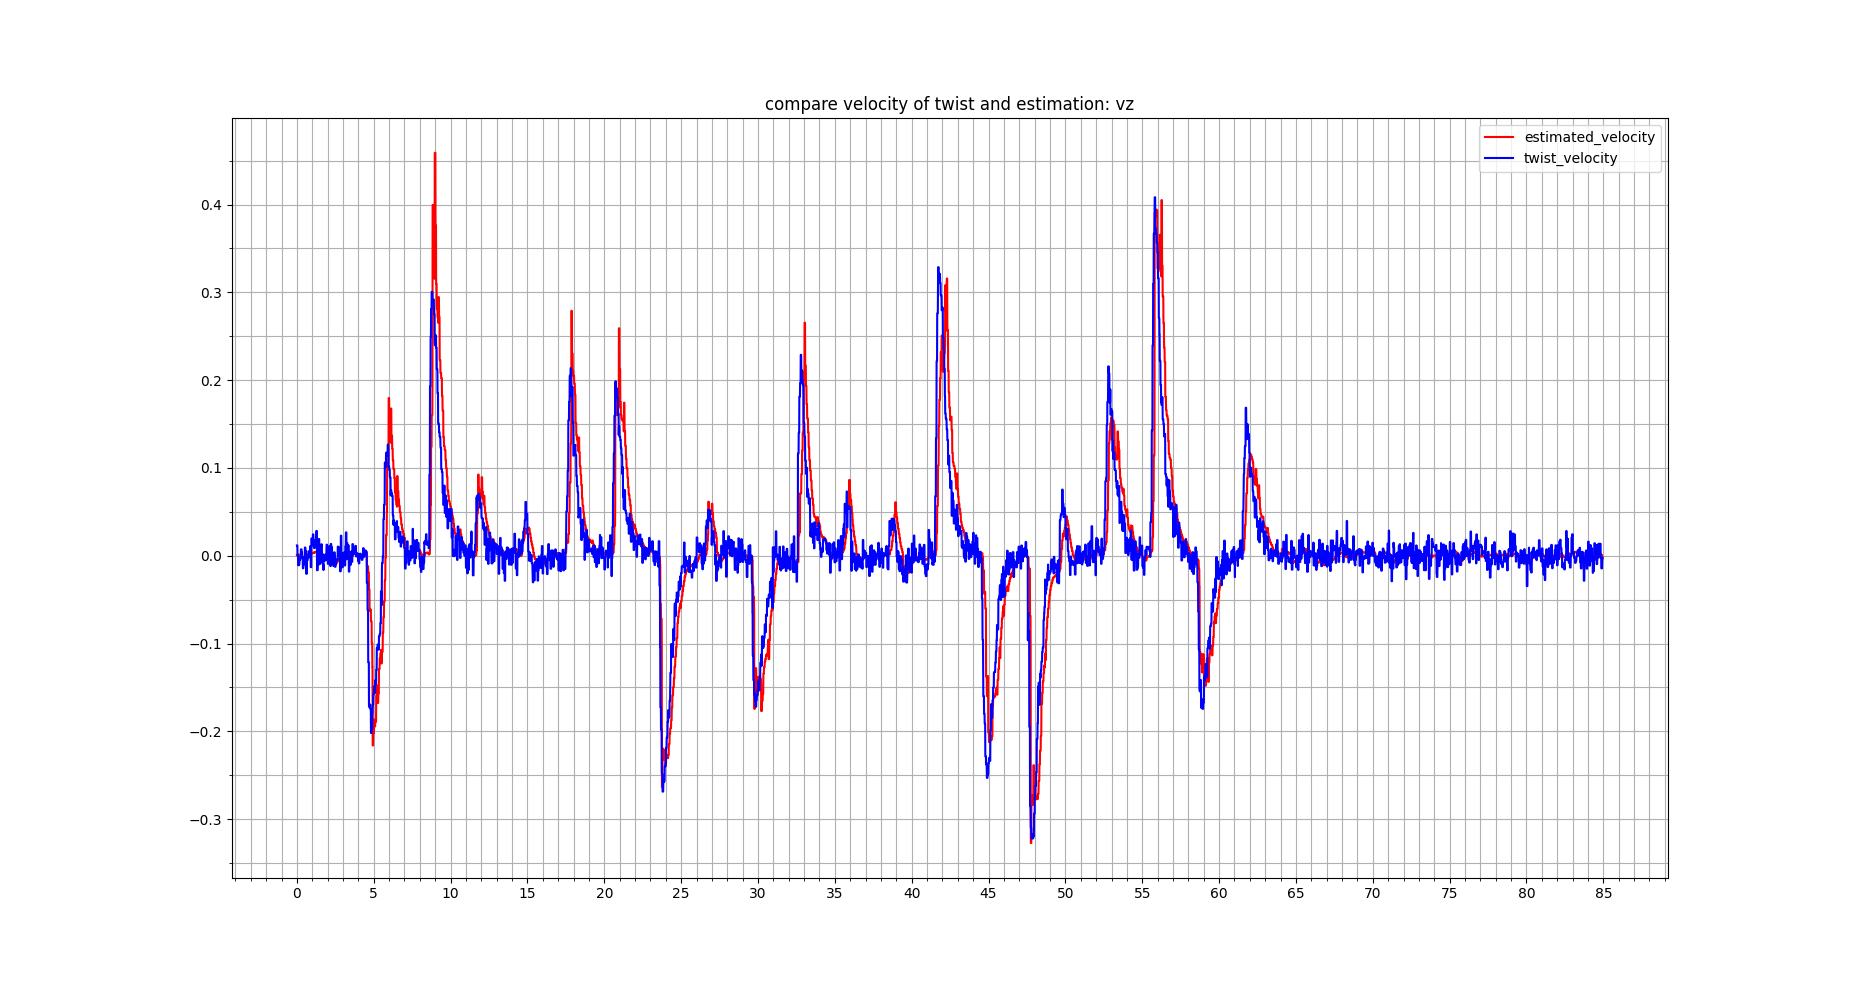 compare velocity of twist and estimation: vz
estimated_velocity
twist_velocity
0.4
0.3
0.2
0.1
0.0
−0.1
−0.2
−0.3
0 5 10 15 20 25 30 35 40 45 50 55 60 65 70 75 80 85